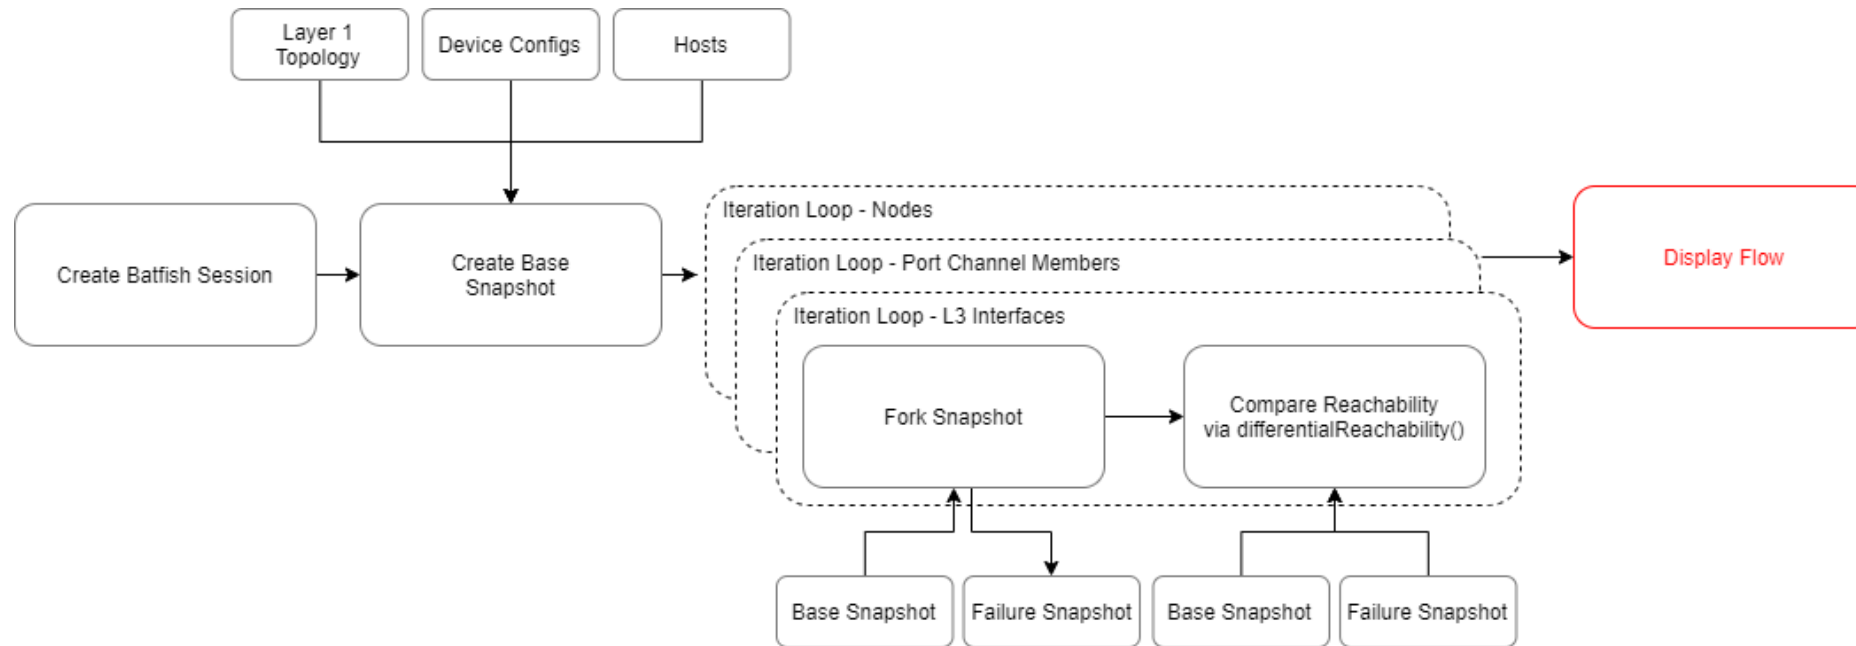 Layer 1
Topology
Device Configs
Hosts
Create Batfish Session
Create Base
Snapshot
Iteration Loop - Nodes
Iteration Loop - Port Channel Members
Iteration Loop - L3 Interfaces
Fork Snapshot
Compare Reachability
via differentialReachability()
Display Flow
Base Snapshot
Failure Snapshot
Base Snapshot
Failure Snapshot